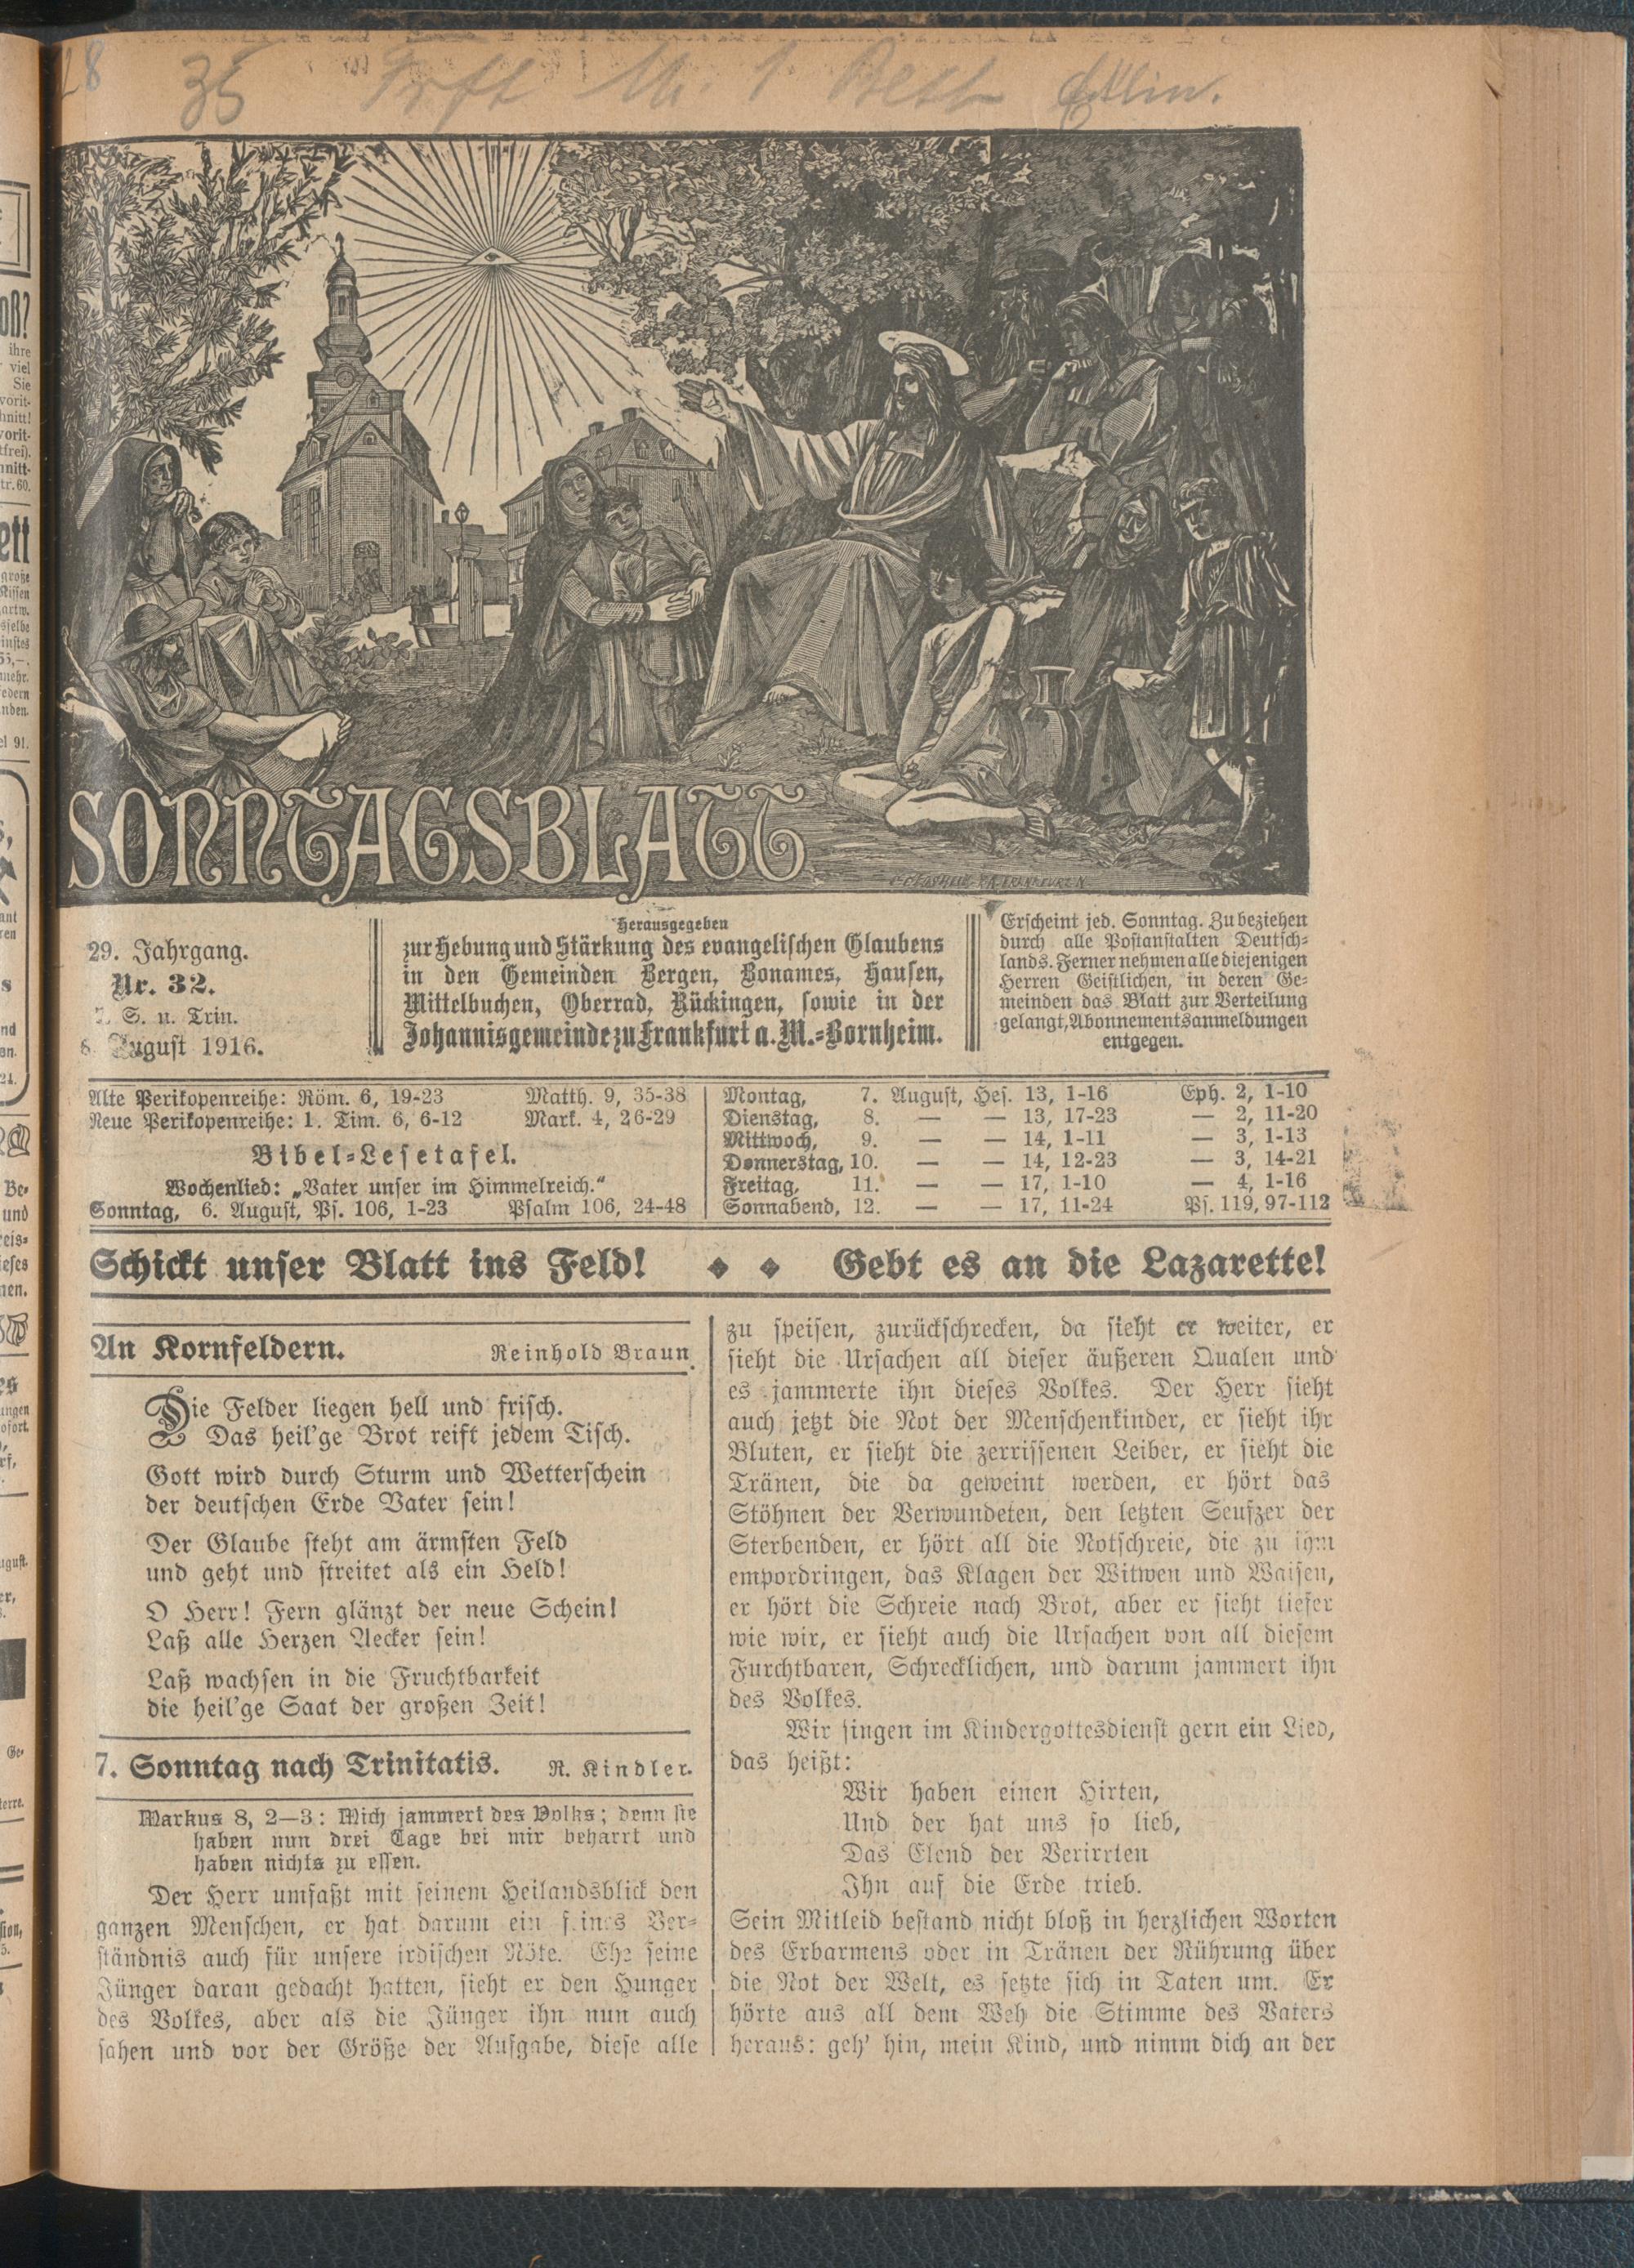 35
SONNTAGSBLATT
29. Jahrgang.
Nr. 32.
7. S. n. Trin.
August 1916.
Herausgegeben
zur Hebung und Stärkung des evangelischen Glaubens
in den Gemeinden Bergen, Bonames, Hausen,
Mittelbuchen, Oberrad, Rückingen, sowie in der
Johannisgemeinde zu Frankfurt a. M.-Bornheim.
Erscheint jed. Sonntag. Zu beziehen
durch alle Postanstalten Deutsch-
lands. Ferner nehmen alle diejenigen
Herren Geistlichen, in deren Ge-
meinden das Blatt zur Verteilung
gelangt, Abonnementsanmeldungen
entgegen.
Alte Perikopenreihe: Röm. 6, 19-23 Matth. 9, 35-38
Neue Perikopenreihe: 1. Tim. 6, 6-12 Mark. 4, 26-29
Bibel-Lesetafel.
Wochenlied: „Vater unser im Himmelreich.“
Sonntag, 6. August, Ps. 106, 1-23 Psalm 106, 24-48
Montag, 7. August, Hes. 13, 1-16 Eph. 2, 1-10
Dienstag, 8. — — 13, 17-23 — 2, 11-20
Mittwoch, 9. — — 14, 1-11 — 3, 1-13
Donnerstag, 10. — — 14, 12-23 — 3, 14-21
Freitag, 11. — — 17, 1-10 — 4, 1-16
Sonnabend, 12. — — 17, 11-24 Ps. 119, 97-112
Schickt unser Blatt ins Feld! Gebt es an die Lazarette!
An Kornfeldern. Reinhold Braun.
Die Felder liegen hell und frisch.
Das heil'ge Brot reift jedem Tisch.
Gott wird durch Sturm und Wetterschein
der deutschen Erde Vater sein!
Der Glaube steht am ärmsten Feld
und geht und streitet als ein Held!
O Herr! Fern glänzt der neue Schein!
Laß alle Herzen Aecker sein!
Laß wachsen in die Fruchtbarkeit
die heil'ge Saat der großen Zeit!
7. Sonntag nach Trinitatis. R. Kindler.
Markus 8, 2—3: Mich jammert des Volks; denn sie
haben nun drei Tage bei mir beharrt und
haben nichts zu essen.
Der Herr umfaßt mit seinem Heilandsblick den
ganzen Menschen, er hat darum ein feines Ver-
ständnis auch für unsere irdischen Nöte. Ehe seine
Jünger daran gedacht hatten, sieht er den Hunger
des Volkes, aber als die Jünger ihn nun auch
sahen und vor der Größe der Aufgabe, diese alle
zu speisen, zurückschrecken, da sieht er weiter, er
sieht die Ursachen all dieser äußeren Qualen und
es jammerte ihn dieses Volkes. Der Herr sieht
auch jetzt die Not der Menschenkinder, er sieht ihr
Bluten, er sieht die zerrissenen Leiber, er sieht die
Tränen, die da geweint werden, er hört das
Stöhnen der Verwundeten, den letzten Seufzer der
Sterbenden, er hört all die Notschreie, die zu ihm
empordringen, das Klagen der Witwen und Waisen,
er hört die Schreie nach Brot, aber er sieht tiefer
wie wir, er sieht auch die Ursachen von all diesem
Furchtbaren, Schrecklichen, und darum jammert ihn
des Volkes.
Wir singen im Kindergottesdienst gern ein Lied,
das heißt:
Wir haben einen Hirten,
Und der hat uns so lieb,
Das Elend der Verirrten
Ihn auf die Erde trieb.
Sein Mitleid bestand nicht bloß in herzlichen Worten
des Erbarmens oder in Tränen der Rührung über
die Not der Welt, es setzte sich in Taten um. Er
hörte aus all dem Weh die Stimme des Vaters
heraus: geh' hin, mein Kind, und nimm dich an der